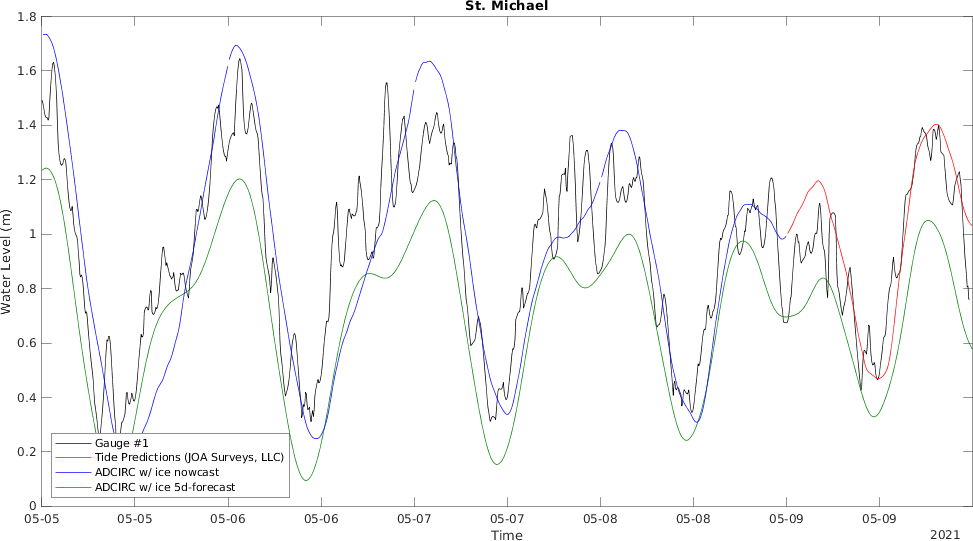 St. Michael
1.8
1.6
1.4
1.2
1
0.8
0.6
0.4
0.2
0
Water Level (m)
Gauge #1
Tide Predictions (JOA Surveys, LLC)
ADCIRC w/ ice nowcast
ADCIRC w/ ice 5d-forecast
05-05 05-05 05-06 05-06 05-07 05-07 05-08 05-08 05-09 05-09
Time
2021